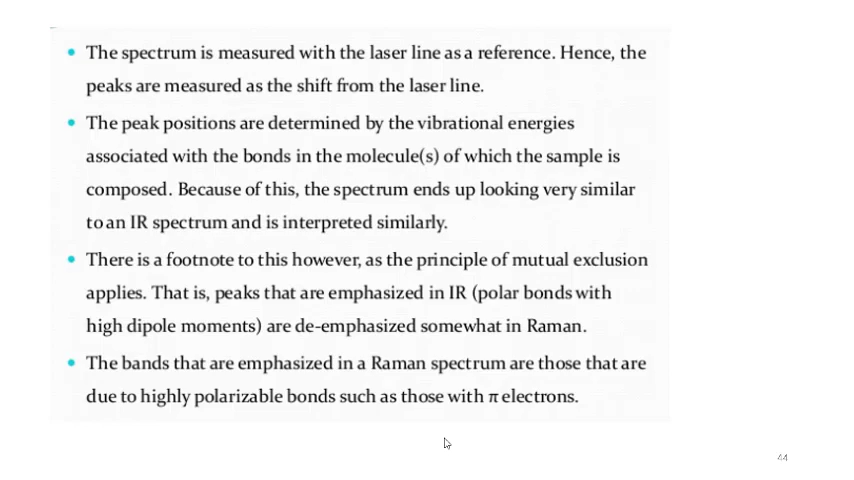 • The spectrum is measured with the laser line as a reference. Hence, the
peaks are measured as the shift from the laser line.
• The peak positions are determined by the vibrational energies
associated with the bonds in the molecule(s) of which the sample is
composed. Because of this, the spectrum ends up looking very similar
to an IR spectrum and is interpreted similarly.
• There is a footnote to this however, as the principle of mutual exclusion
applies. That is, peaks that are emphasized in IR (polar bonds with
high dipole moments) are de-emphasized somewhat in Raman.
• The bands that are emphasized in a Raman spectrum are those that are
due to highly polarizable bonds such as those with π electrons.
44